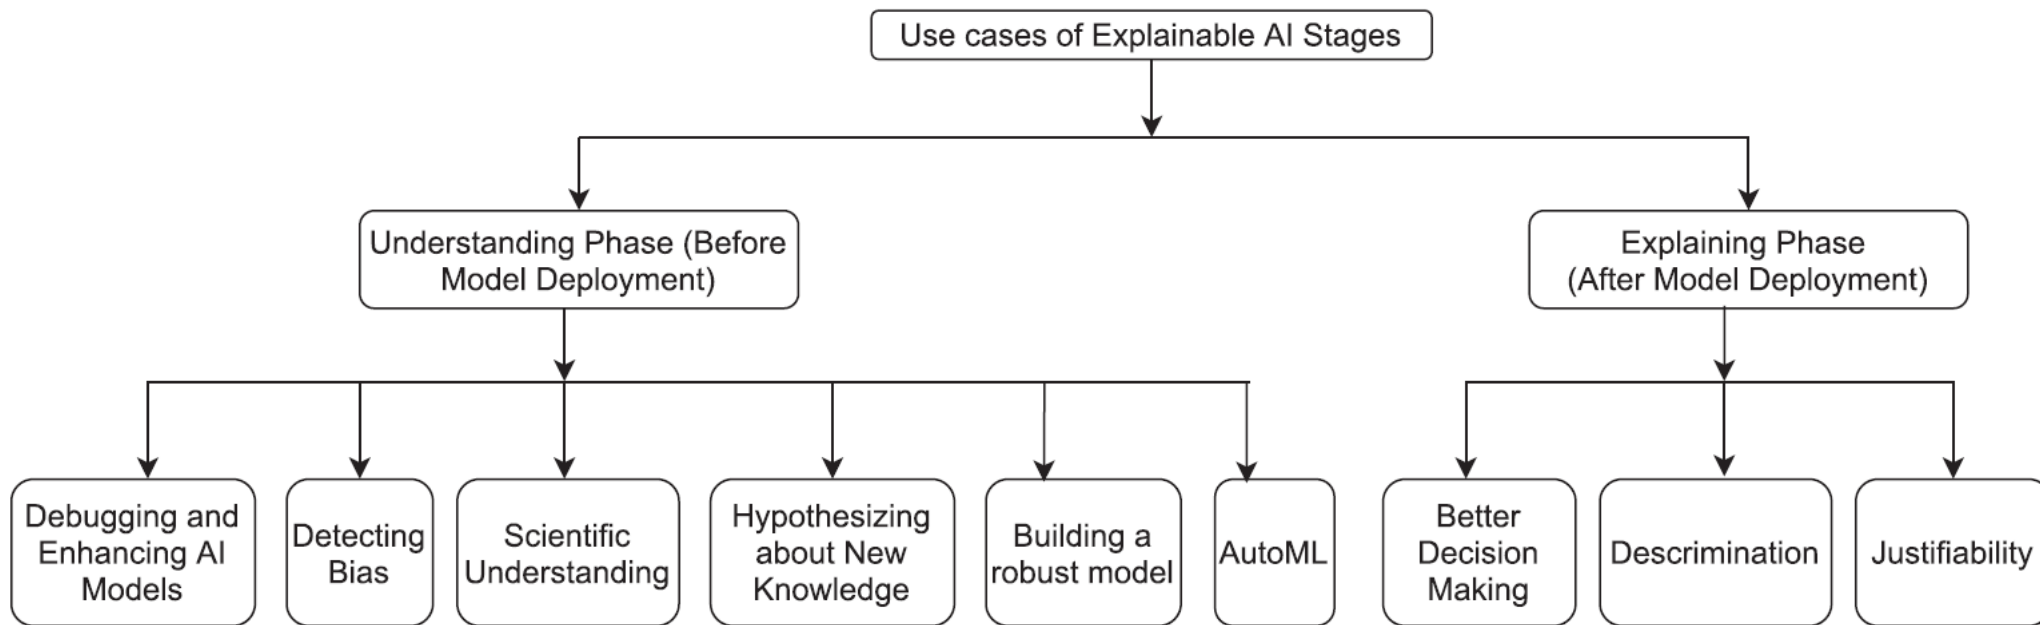 Use cases of Explainable AI Stages
Understanding Phase (Before
Model Deployment)
Explaining Phase
(After Model Deployment)
Debugging and
Enhancing AI
Models
Detecting
Bias
Scientific
Understanding
Hypothesizing
about New
Knowledge
Building a
robust model
AutoML
Better
Decision
Making
Descrimination
Justifiability